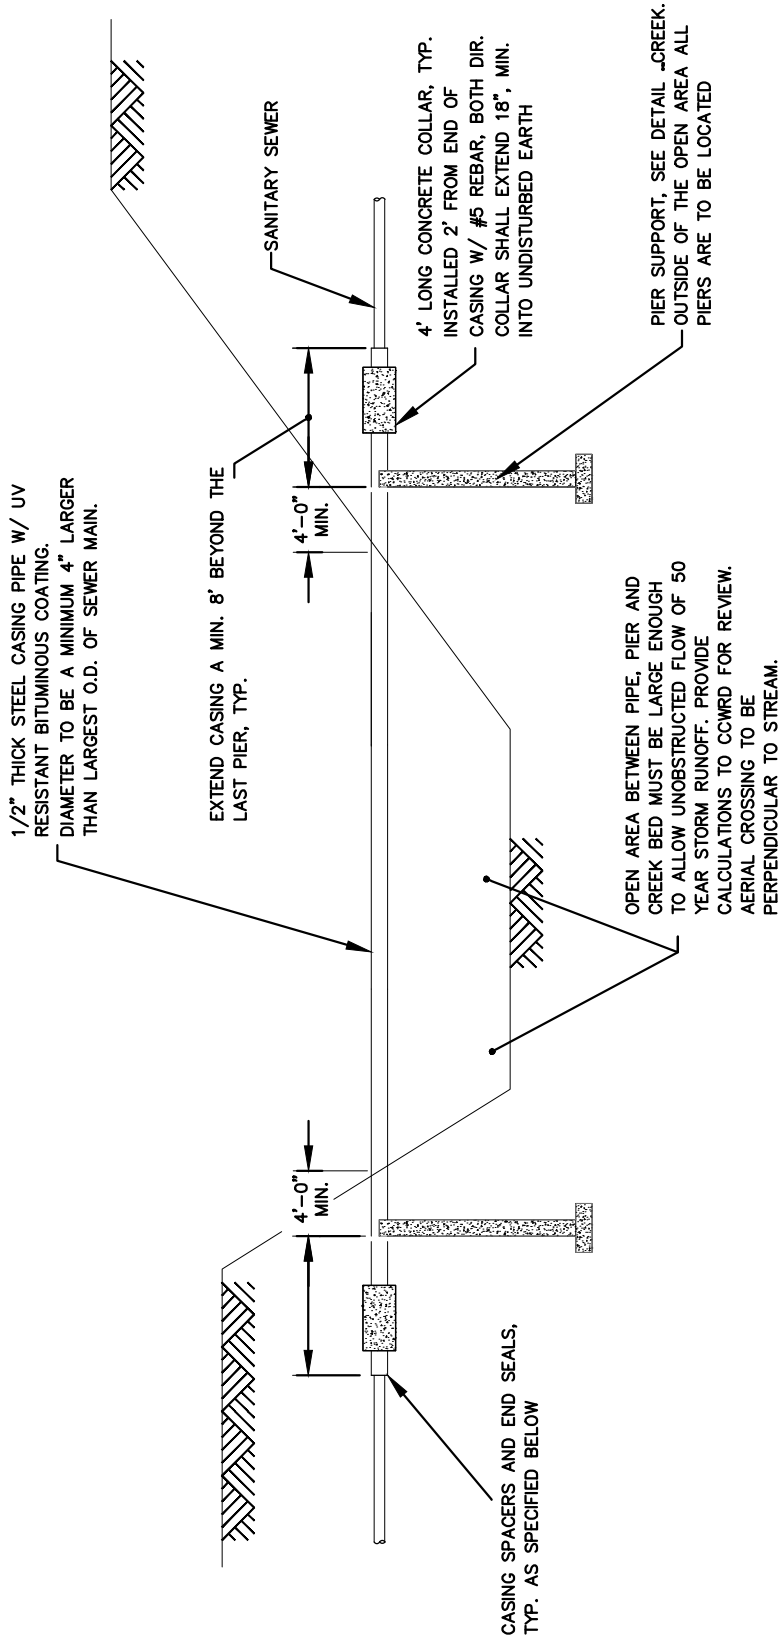 1/2" THICK STEEL CASING PIPE W/ UV
RESISTANT BITUMINOUS COATING.
DIAMETER TO BE A MINIMUM 4" LARGER
THAN LARGEST O.D. OF SEWER MAIN.
EXTEND CASING A MIN. 8' BEYOND THE
LAST PIER, TYP.
SANITARY SEWER
4'-0"
MIN.
4'-0"
MIN.
4' LONG CONCRETE COLLAR, TYP.
INSTALLED 2' FROM END OF
CASING W/ #5 REBAR, BOTH DIR.
COLLAR SHALL EXTEND 18", MIN.
INTO UNDISTURBED EARTH
CASING SPACERS AND END SEALS,
TYP. AS SPECIFIED BELOW
OPEN AREA BETWEEN PIPE, PIER AND
CREEK BED MUST BE LARGE ENOUGH
TO ALLOW UNOBSTRUCTED FLOW OF 50
YEAR STORM RUNOFF. PROVIDE
CALCULATIONS TO CCWRD FOR REVIEW.
AERIAL CROSSING TO BE
PERPENDICULAR TO STREAM.
PIER SUPPORT, SEE DETAIL „CREEK.
OUTSIDE OF THE OPEN AREA ALL
PIERS ARE TO BE LOCATED